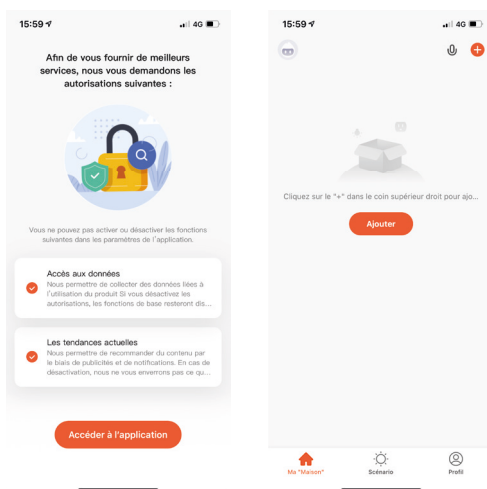 15:59
4G
Afin de vous fournir de meilleurs
services, nous vous demandons les
autorisations suivantes :
Vous ne pouvez pas activer ou désactiver les fonctions
suivantes dans les paramètres de l'application.
Accès aux données
Nous permettre de collecter des données liées à
l'utilisation du produit Si vous désactivez les
autorisations, les fonctions de base resteront dis...
Les tendances actuelles
Nous permettre de recommander du contenu par
le biais de publicités et de notifications. En cas de
désactivation, nous ne vous enverrons pas ce qu...
Accéder à l'application
15:59
4G
Cliquez sur le "+" dans le coin supérieur droit pour ajo...
Ajouter
Ma "Maison"
Scénario
Profil